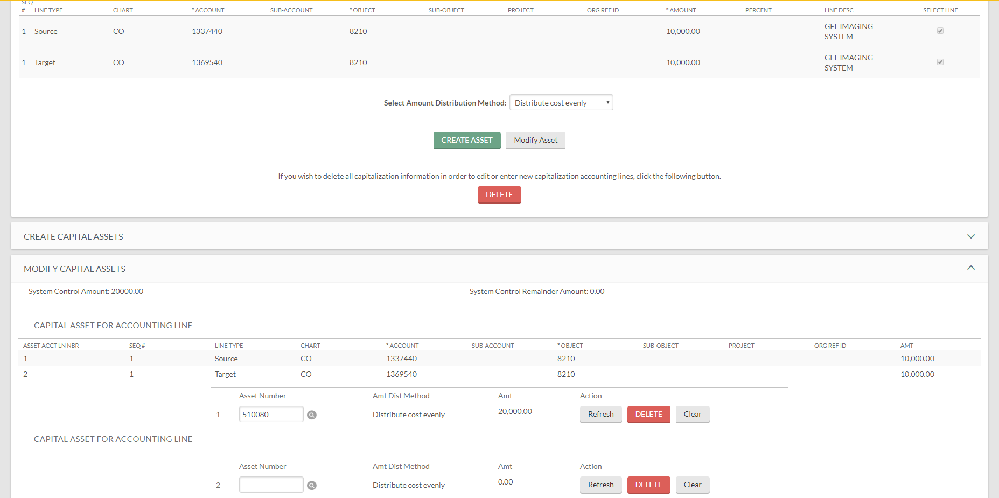 SEQ
# LINE TYPE CHART * ACCOUNT SUB-ACCOUNT * OBJECT SUB-OBJECT PROJECT ORG REF ID * AMOUNT PERCENT LINE DESC SELECT LINE
1 Source CO 1337440 8210 10,000.00 GEL IMAGING
SYSTEM
1 Target CO 1369540 8210 10,000.00 GEL IMAGING
SYSTEM
Select Amount Distribution Method: Distribute cost evenly
CREATE ASSET Modify Asset
If you wish to delete all capitalization information in order to edit or enter new capitalization accounting lines, click the following button.
DELETE
CREATE CAPITAL ASSETS
MODIFY CAPITAL ASSETS
System Control Amount: 20000.00 System Control Remainder Amount: 0.00
CAPITAL ASSET FOR ACCOUNTING LINE
ASSET ACCT LN NBR SEQ # LINE TYPE CHART * ACCOUNT SUB-ACCOUNT * OBJECT SUB-OBJECT PROJECT ORG REF ID AMT
1 1 Source CO 1337440 8210 10,000.00
2 1 Target CO 1369540 8210 10,000.00
Asset Number Amt Dist Method Amt Action
1 510080 Distribute cost evenly 20,000.00 Refresh DELETE Clear
CAPITAL ASSET FOR ACCOUNTING LINE
Asset Number Amt Dist Method Amt Action
2 Distribute cost evenly 0.00 Refresh DELETE Clear